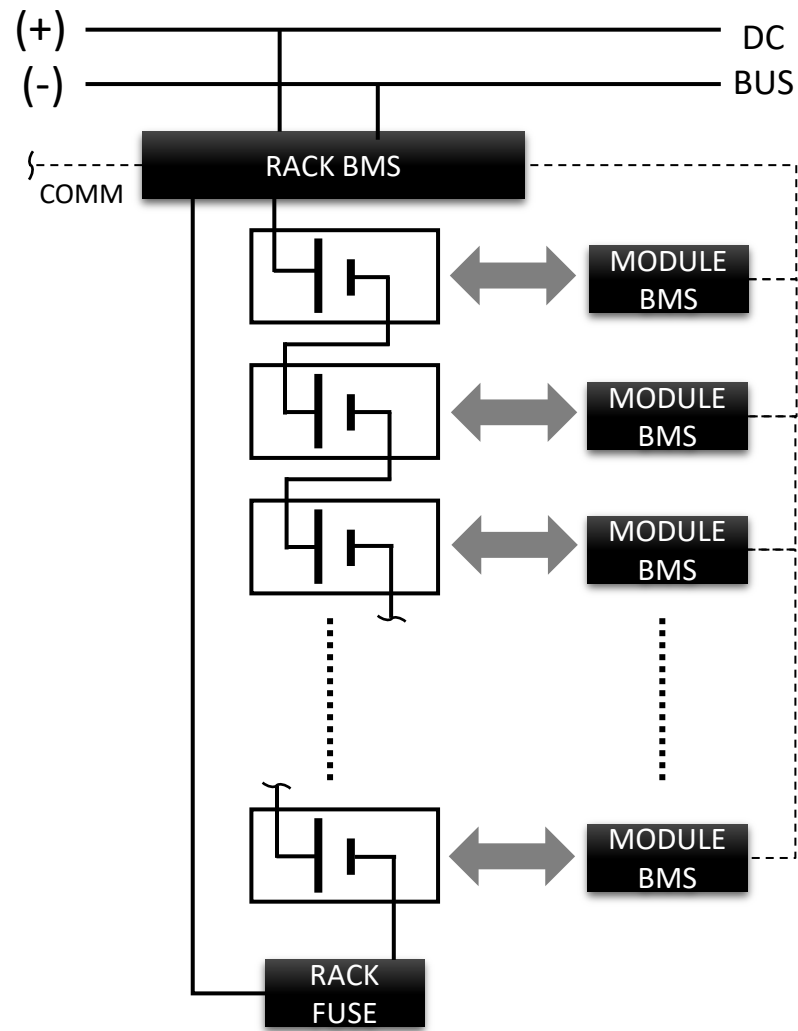 (+)
DC
(-)
BUS
RACK BMS
COMM
MODULE
BMS
MODULE
BMS
MODULE
BMS
MODULE
BMS
RACK
FUSE